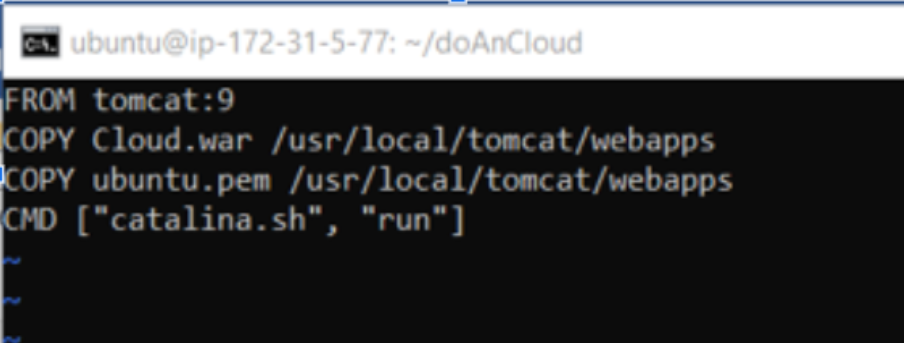 ubuntu@ip-172-31-5-77: ~/doAnCloud
FROM tomcat:9
COPY Cloud.war /usr/local/tomcat/webapps
COPY ubuntu.pem /usr/local/tomcat/webapps
CMD ["catalina.sh", "run"]
~
~
~